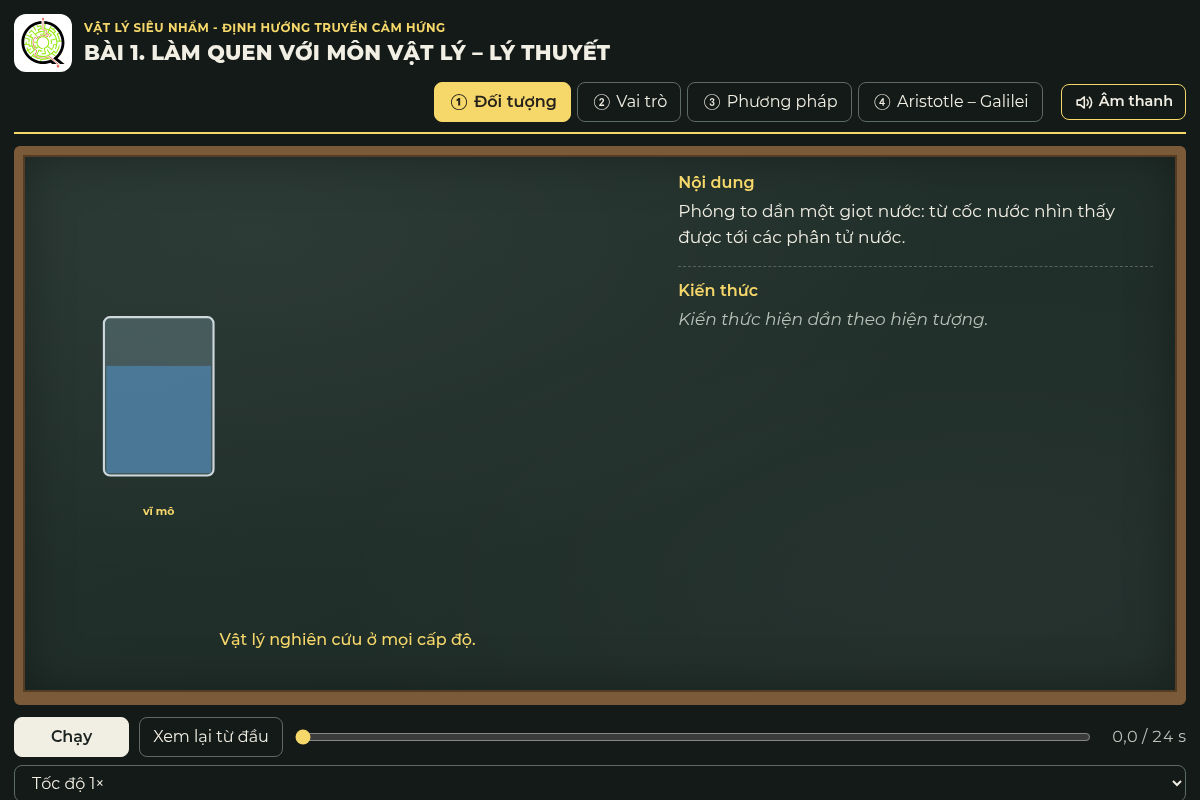 VẬT LÝ SIÊU NHẨM - ĐỊNH HƯỚNG TRUYỀN CẢM HỨNG
BÀI 1. LÀM QUEN VỚI MÔN VẬT LÝ – LÝ THUYẾT
① Đối tượng
② Vai trò
③ Phương pháp
④ Aristotle – Galilei
Âm thanh
Nội dung
Phóng to dần một giọt nước: từ cốc nước nhìn thấy
được tới các phân tử nước.
Kiến thức
Kiến thức hiện dần theo hiện tượng.
vĩ mô
Vật lý nghiên cứu ở mọi cấp độ.
Chạy
Xem lại từ đầu
0,0 / 24 s
Tốc độ 1×